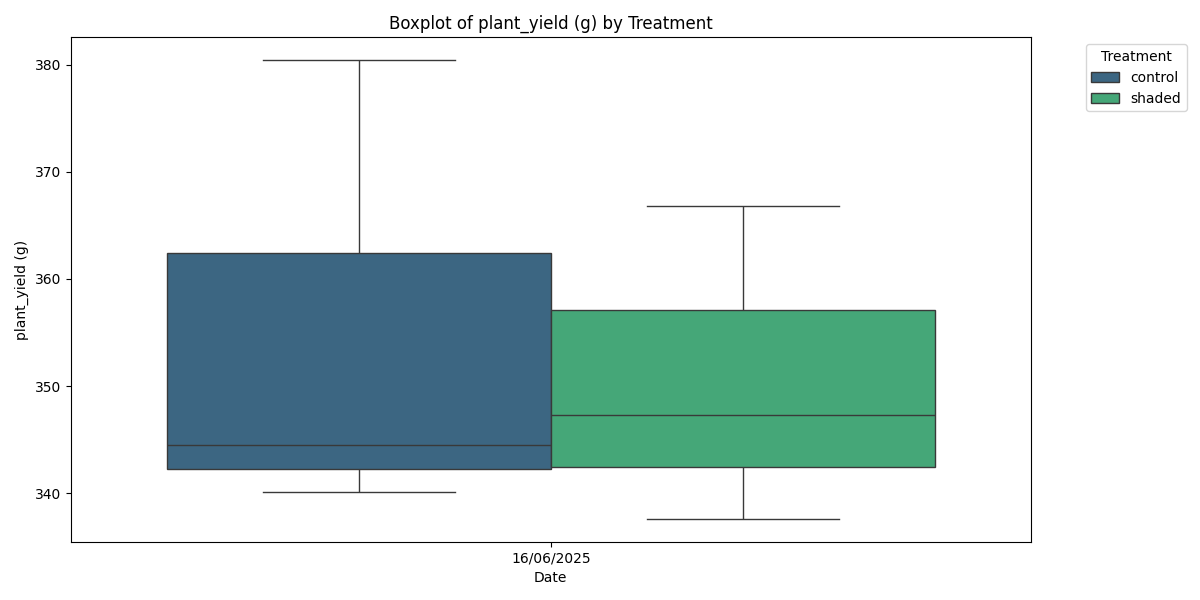 Boxplot of plant_yield (g) by Treatment
Treatment
control
shaded
plant_yield (g)
380
370
360
350
340
16/06/2025
Date